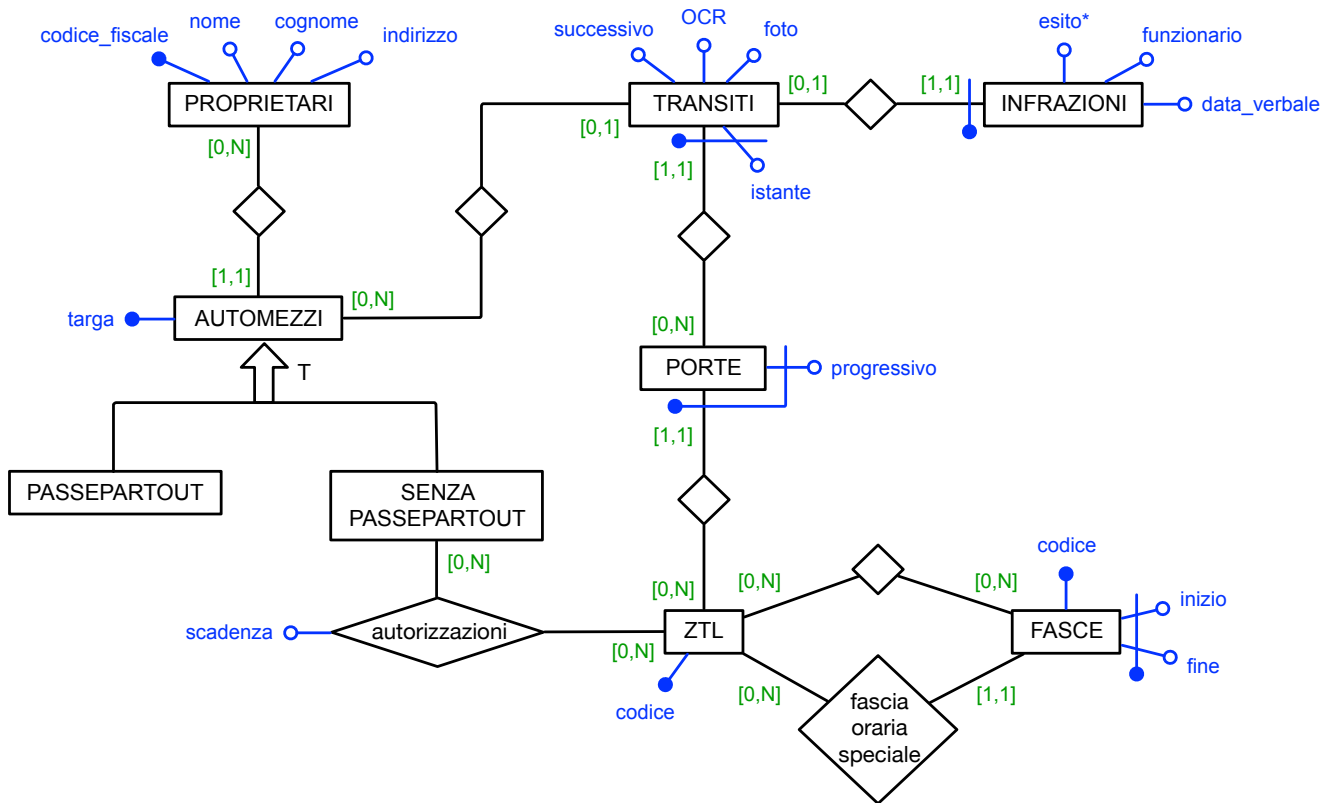 codice_fiscale
nome
cognome
indirizzo
PROPRIETARI
[0,N]
[1,1]
targa
AUTOMEZZI
[0,N]
T
PASSEPARTOUT
SENZA
PASSEPARTOUT
[0,N]
scadenza
autorizzazioni
[0,N]
successivo
OCR
foto
TRANSITI
[0,1]
[0,1]
[1,1]
istante
esito*
funzionario
[1,1]
INFRAZIONI
data_verbale
[0,N]
PORTE
progressivo
[1,1]
[0,N]
ZTL
codice
[0,N]
[0,N]
[0,N]
[1,1]
fascia
oraria
speciale
codice
FASCE
inizio
fine